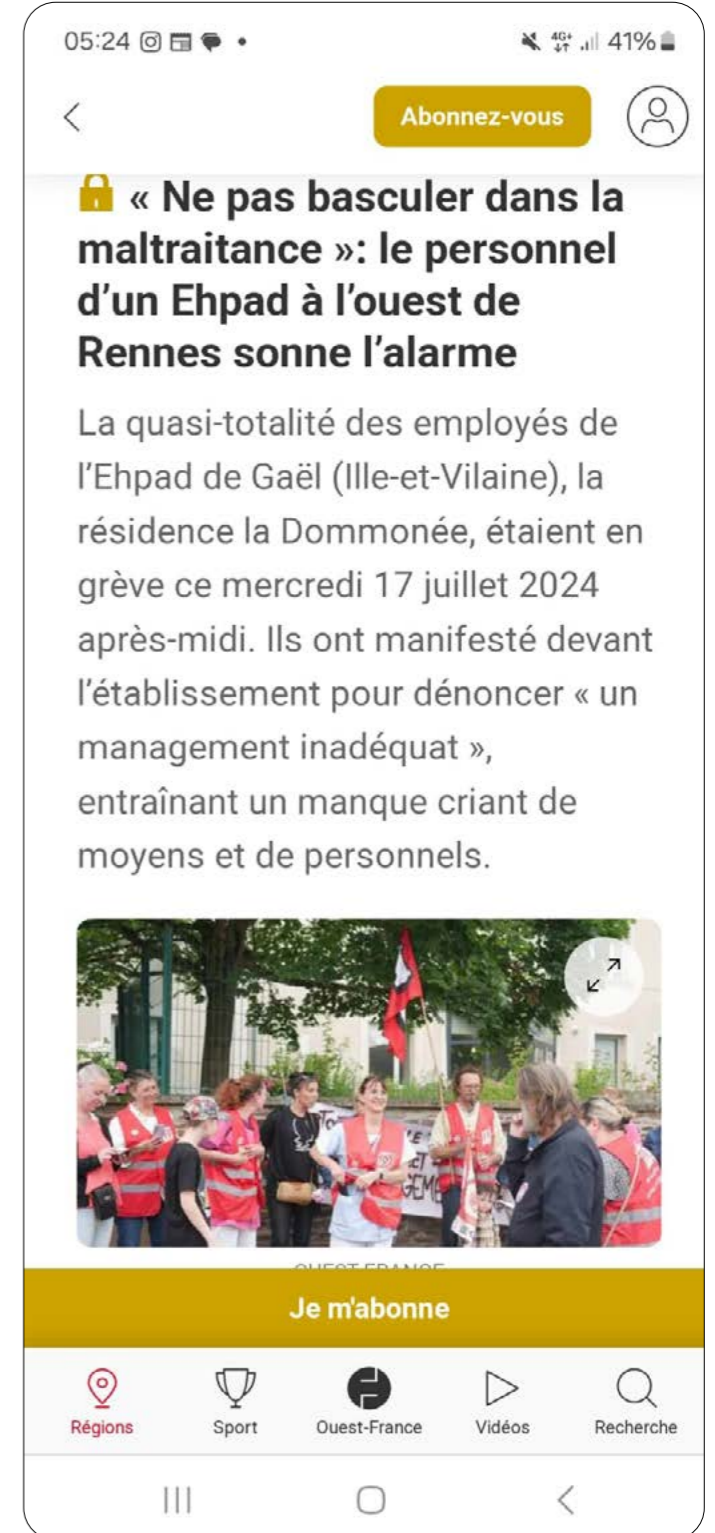 05:24
4G+ 41%
Abonnez-vous
« Ne pas basculer dans la
maltraitance »: le personnel
d’un Ehpad à l’ouest de
Rennes sonne l’alarme
La quasi-totalité des employés de
l’Ehpad de Gaël (Ille-et-Vilaine), la
résidence la Dommonée, étaient en
grève ce mercredi 17 juillet 2024
après-midi. Ils ont manifesté devant
l’établissement pour dénoncer « un
management inadéquat »,
entraînant un manque criant de
moyens et de personnels.
OUEST-FRANCE
Je m'abonne
Régions
Sport
Ouest-France
Vidéos
Recherche